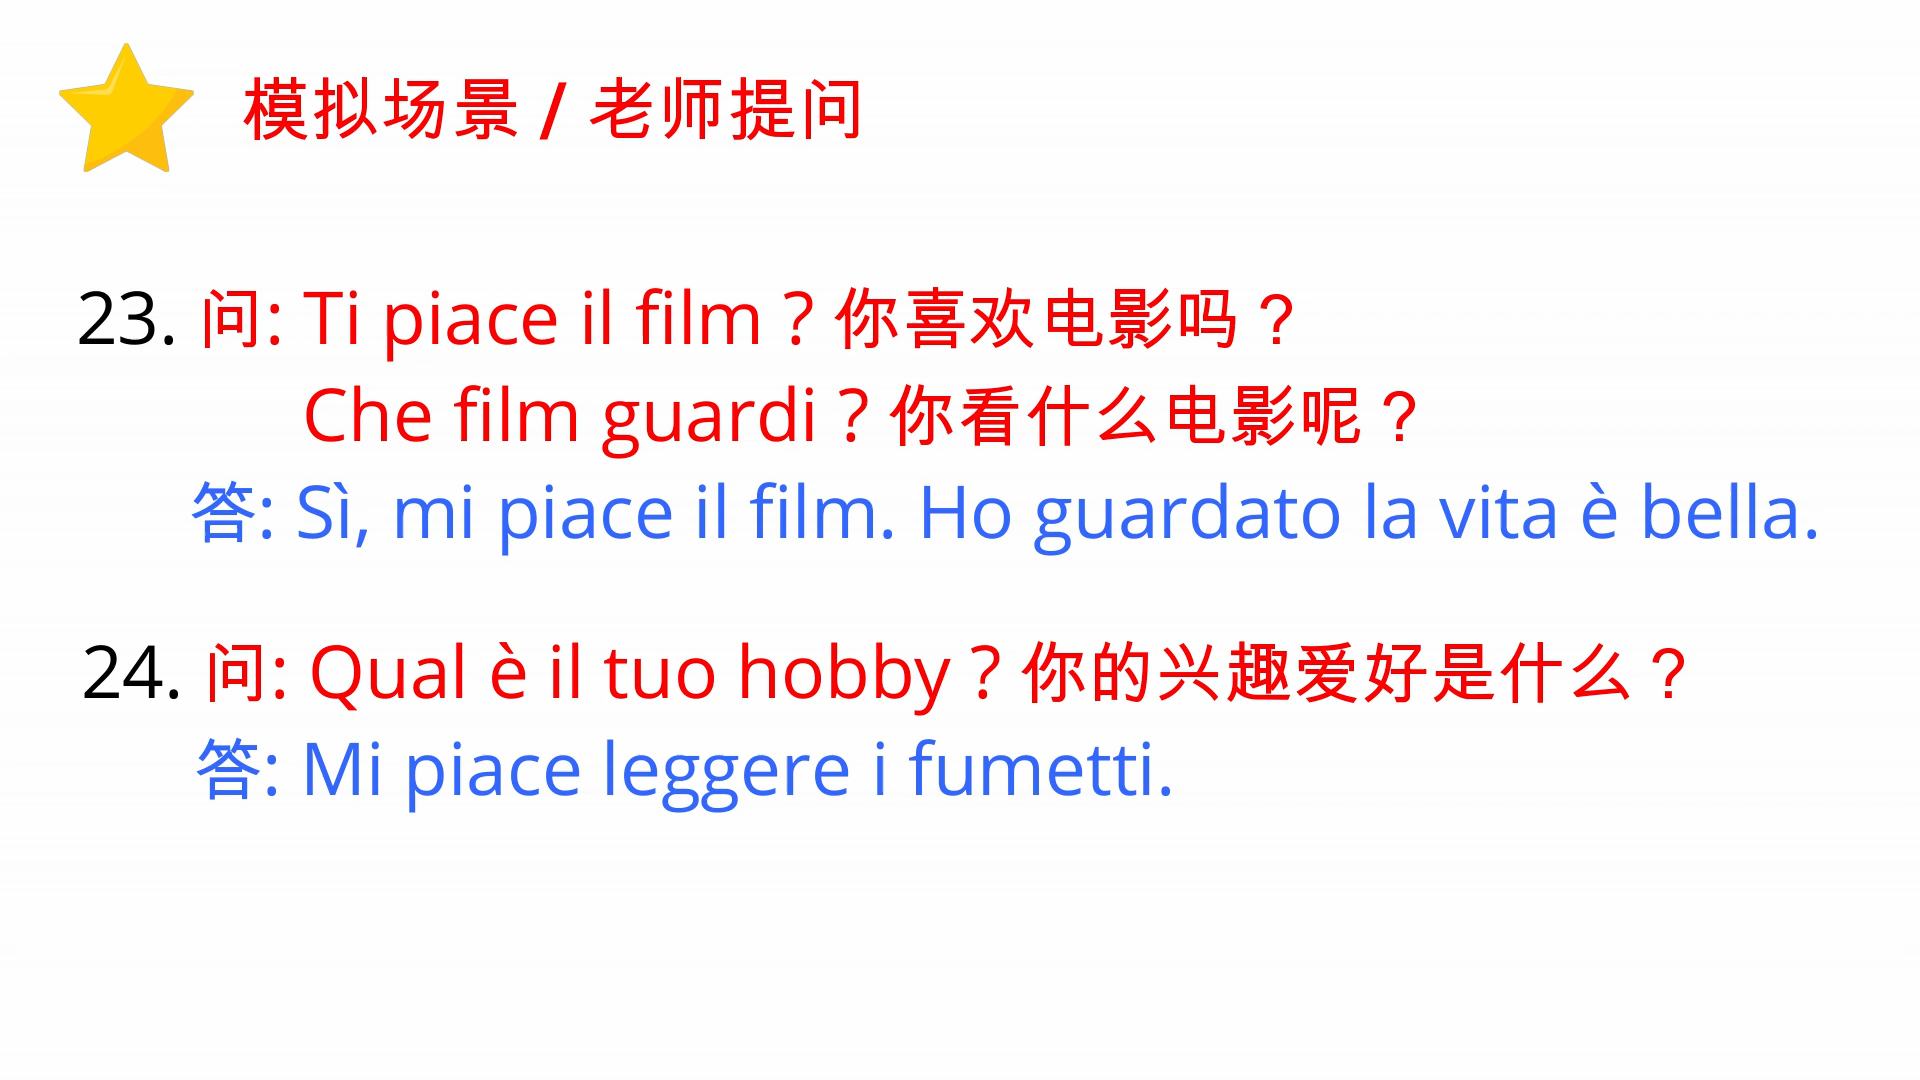 模拟场景 / 老师提问
23. 问: Ti piace il film ? 你喜欢电影吗？
Che film guardi ? 你看什么电影呢？
答: Sì, mi piace il film. Ho guardato la vita è bella.
24. 问: Qual è il tuo hobby ? 你的兴趣爱好是什么？
答: Mi piace leggere i fumetti.